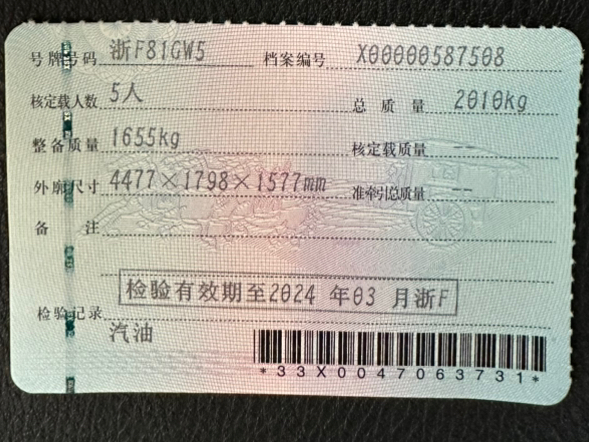 号牌号码 浙F81GW5 档案编号 X00000587508
核定载人数 5人 总质量 2010kg
整备质量 1655kg 核定载质量 --
外廓尺寸 4477×1798×1577mm 准牵引总质量 --
备注
检验有效期至2024 年03 月浙F
检验记录
汽油
*33X0047063731*